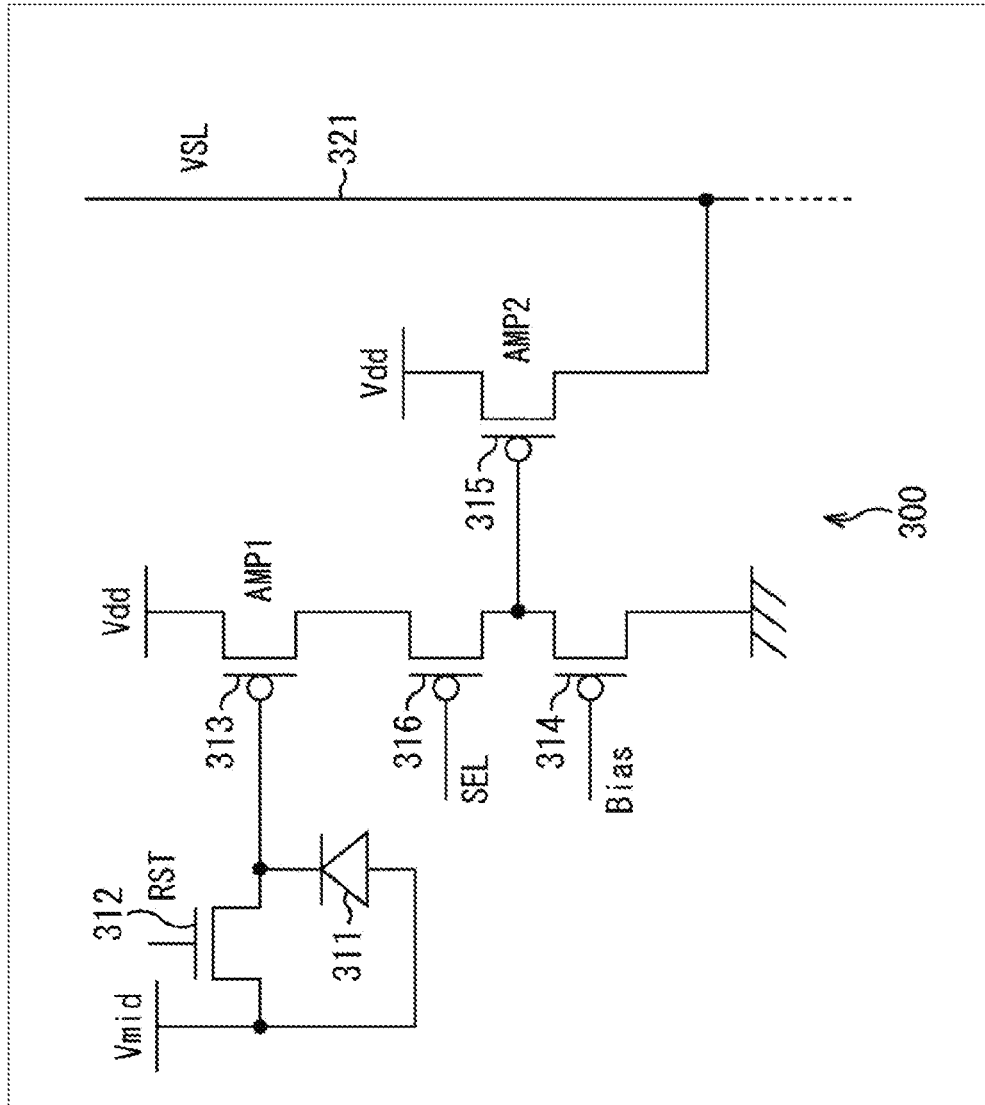 VSL
321
Vdd
AMP2
315
300
Vdd
AMP1
313
316
SEL
314
Bias
312
RST
311
Vmid